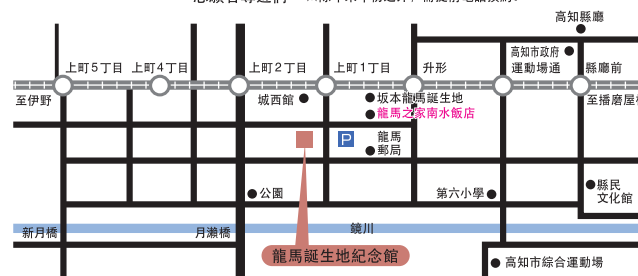 高知縣廳
高知市政府
上町5丁目
上町4丁目
上町2丁目
上町1丁目
升形
運動場通
縣廳前
至伊野
城西館
坂本龍馬誕生地
至播磨屋
龍馬之家南水飯店
P
龍馬
郵局
公園
第六小學
縣民
文化館
新月橋
月瀨橋
鏡川
龍馬誕生地紀念館
高知市綜合運動場